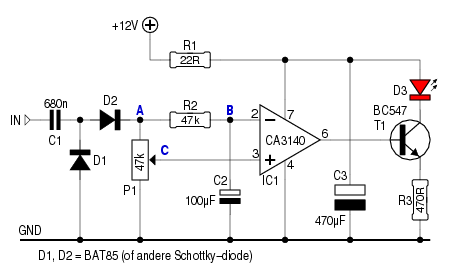 +12V
R1
22R
D3
680n
D2
A
R2
B
BC547
T1
2
7
IN
47k
CA3140
6
C1
C
D1
47k
3
4
P1
IC1
C2
C3
R3
470R
100µF
470µF
GND
D1, D2 = BAT85 (of andere Schottky-diode)